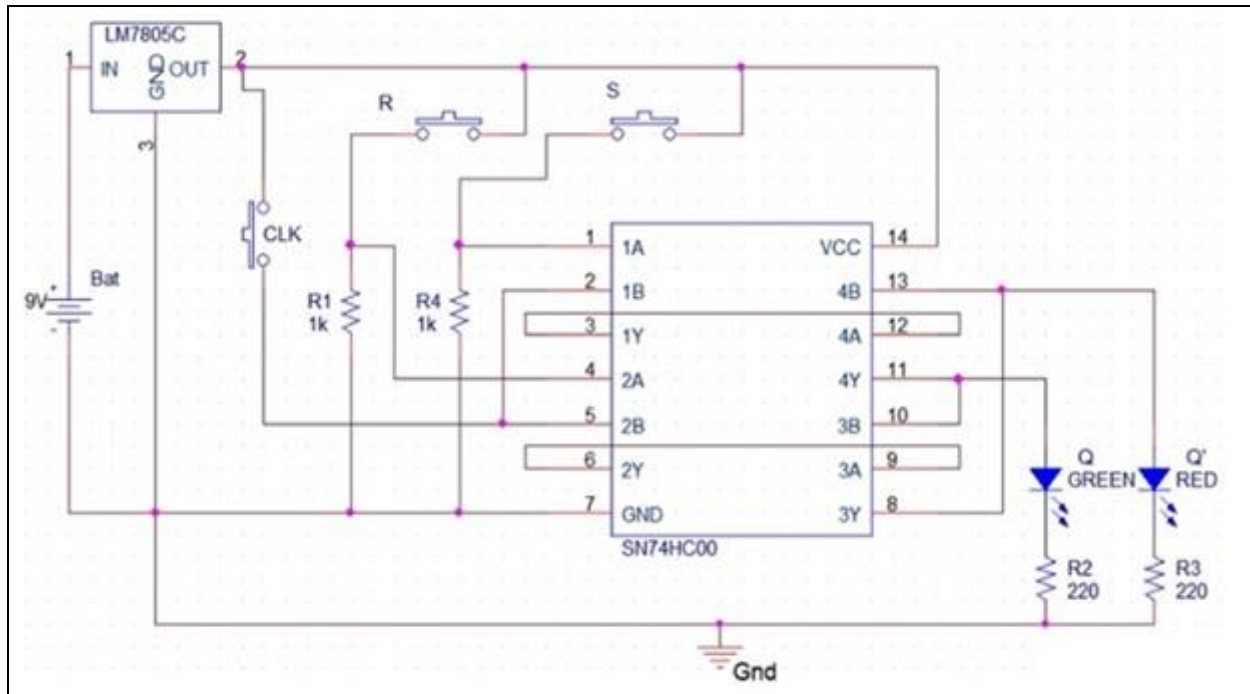 LM7805C
1 IN GND OUT 2
3
R
S
CLK
Bat
9V
+
-
R1
1k
R4
1k
1 1A VCC 14
2 1B 4B 13
3 1Y 4A 12
4 2A 4Y 11
5 2B 3B 10
6 2Y 3A 9
7 GND 3Y 8
SN74HC00
Q
GREEN
Q'
RED
R2
220
R3
220
Gnd